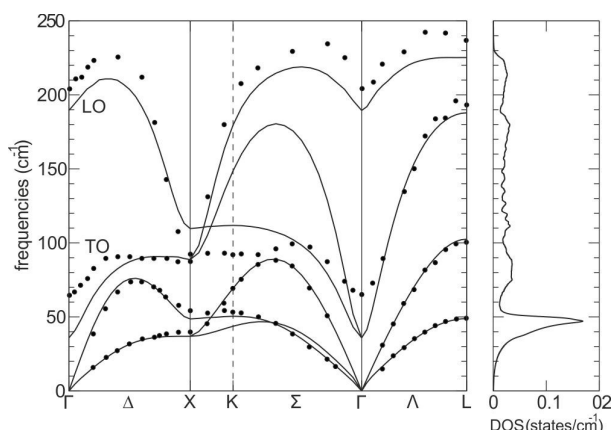 250
200
150
100
50
0
frequencies (cm-1)
LO
TO
Γ Δ X K Σ Γ Λ L
0 0.1 02
DOS(states/cm-1)